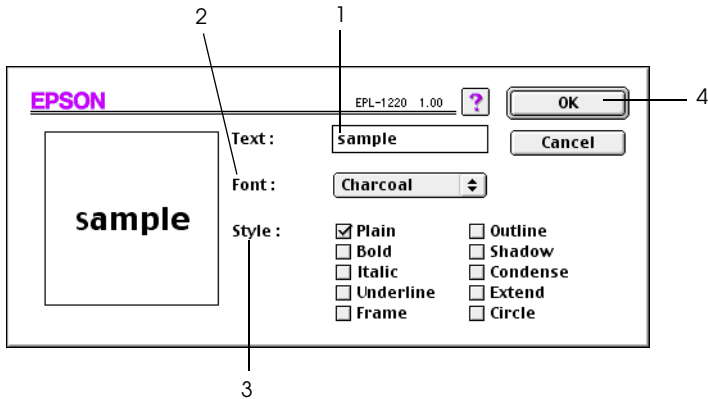 2 1
EPSON EPL-1220 1.00 ? OK 4
Text : sample Cancel
Font : Charcoal
sample
Style : Plain Outline
Bold Shadow
Italic Condense
Underline Extend
Frame Circle
3